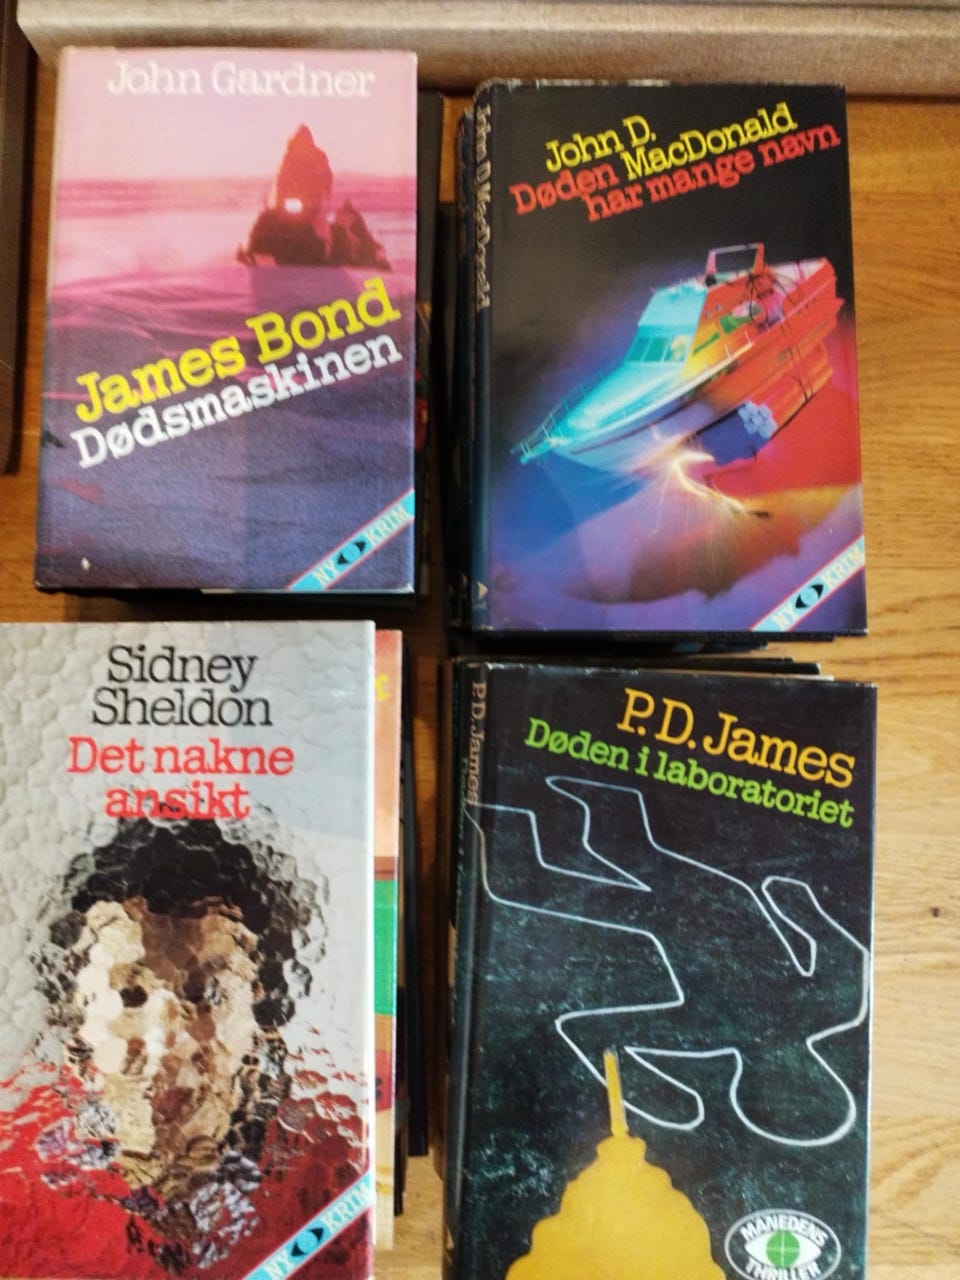 John Gardner
James Bond
Dødsmaskinen
NY KRIM
John D. MacDonald
John D.
MacDonald
Døden
har mange navn
NY KRIM
Sidney
Sheldon
Det nakne
ansikt
NY KRIM
P.D. James
P.D. James
Døden i laboratoriet
MÅNEDENS
THRILLER